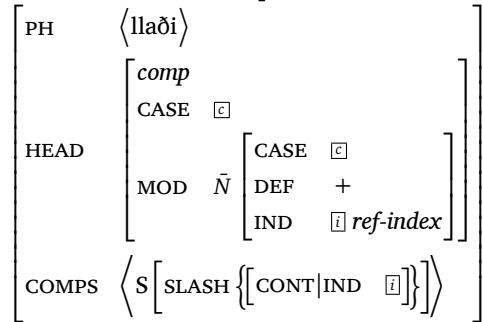 PH ⟨llaði⟩
comp
CASE c
HEAD
MOD N̄
CASE c
DEF +
IND i ref-index
COMPS ⟨S[SLASH {[CONT|IND i]}]⟩